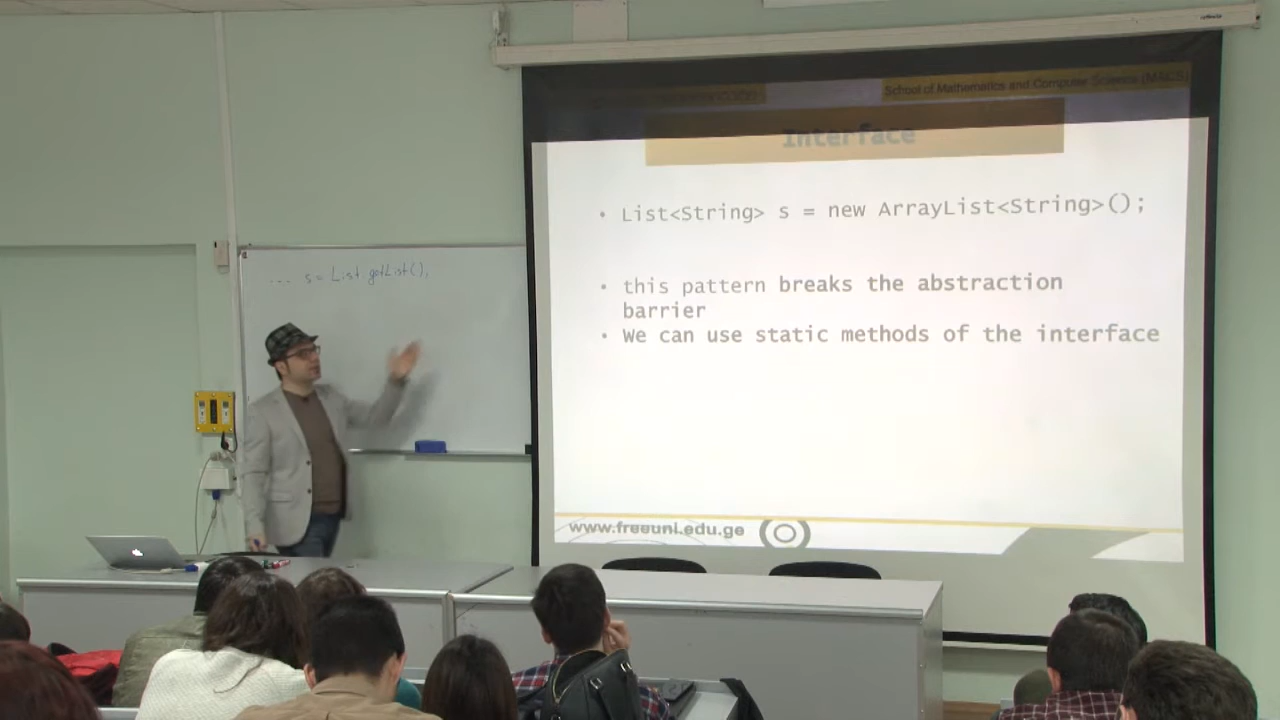 School of Mathematics and Computer Science (MACS)
Interface
• List<String> s = new ArrayList<String>();
• this pattern breaks the abstraction
barrier
• We can use static methods of the interface
www.freeuni.edu.ge
... s = List.getList();